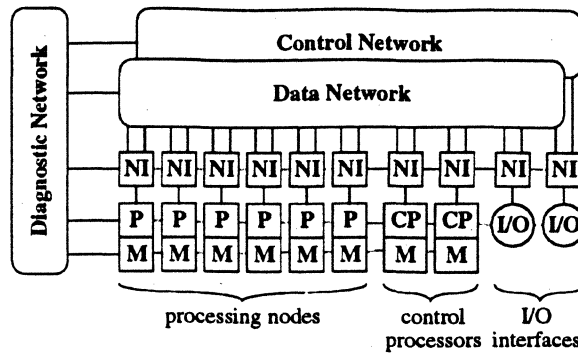 Diagnostic Network
Control Network
Data Network
NI NI NI NI NI NI NI NI NI NI
P P P P P P CP CP I/O I/O
M M M M M M M M
processing nodes
control
processors
I/O
interfaces